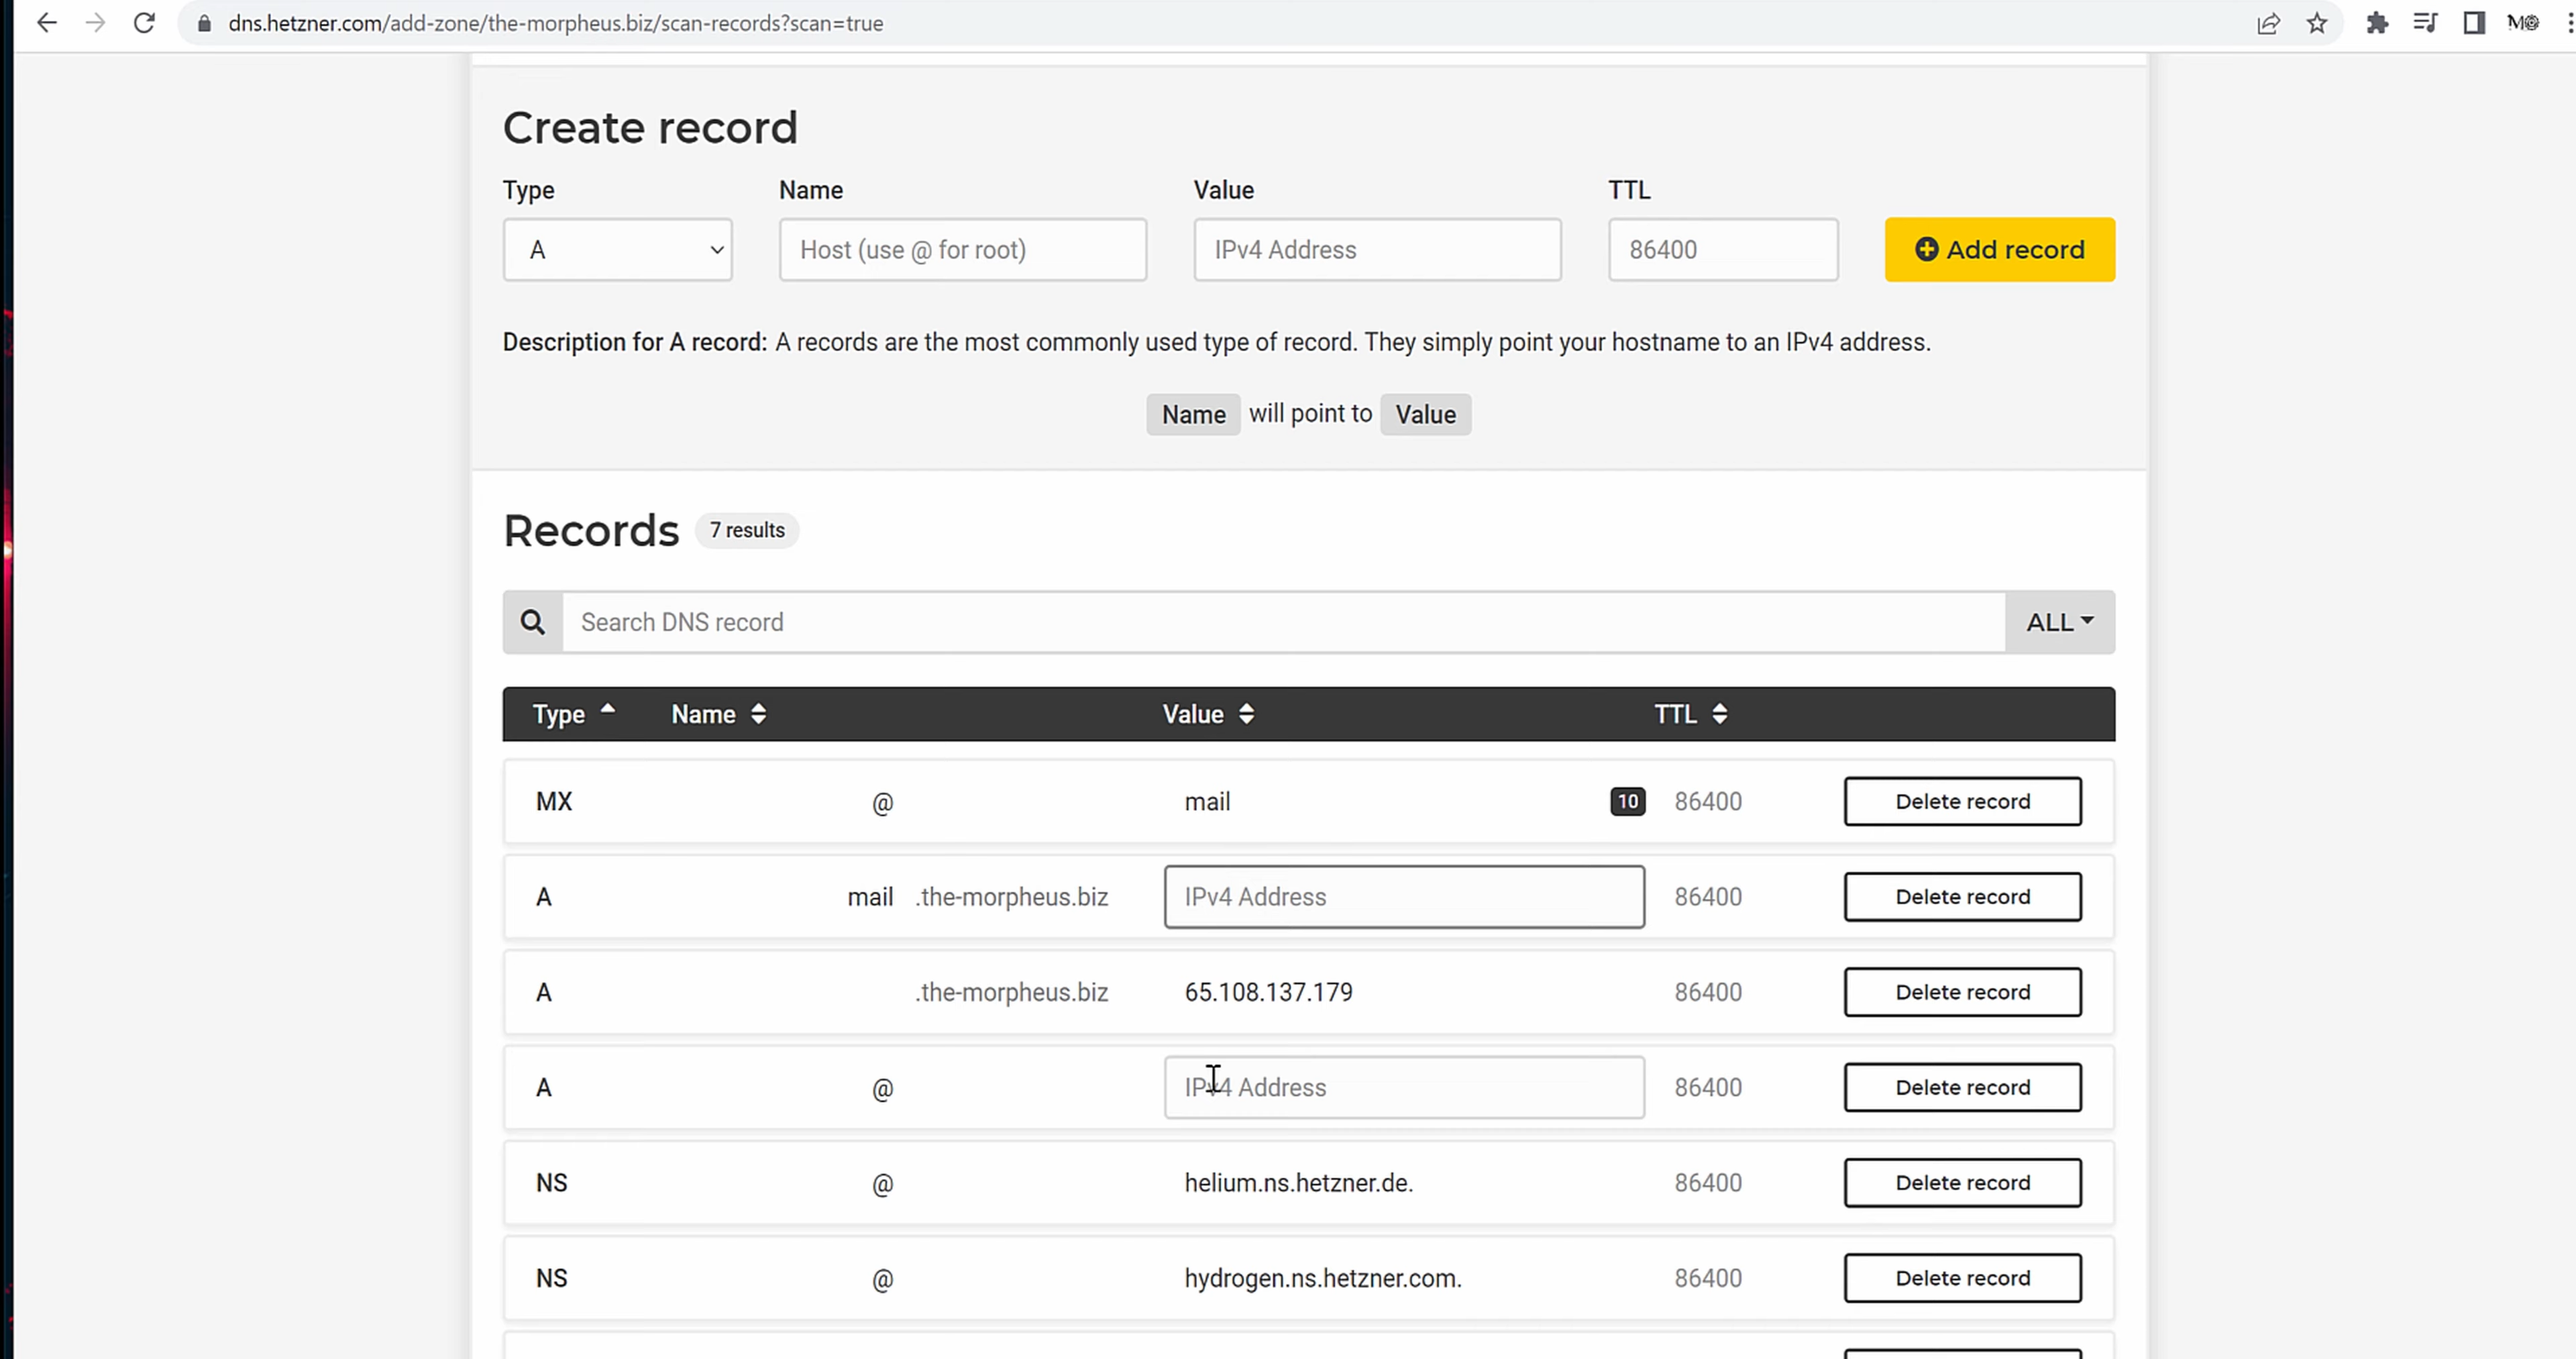 dns.hetzner.com/add-zone/the-morpheus.biz/scan-records?scan=true
Create record
Type Name Value TTL
A Host (use @ for root) IPv4 Address 86400 Add record
Description for A record: A records are the most commonly used type of record. They simply point your hostname to an IPv4 address.
Name will point to Value
Records 7 results
Search DNS record ALL
Type Name Value TTL
MX @ mail 10 86400 Delete record
A mail .the-morpheus.biz IPv4 Address 86400 Delete record
A .the-morpheus.biz 65.108.137.179 86400 Delete record
A @ IPv4 Address 86400 Delete record
NS @ helium.ns.hetzner.de. 86400 Delete record
NS @ hydrogen.ns.hetzner.com. 86400 Delete record